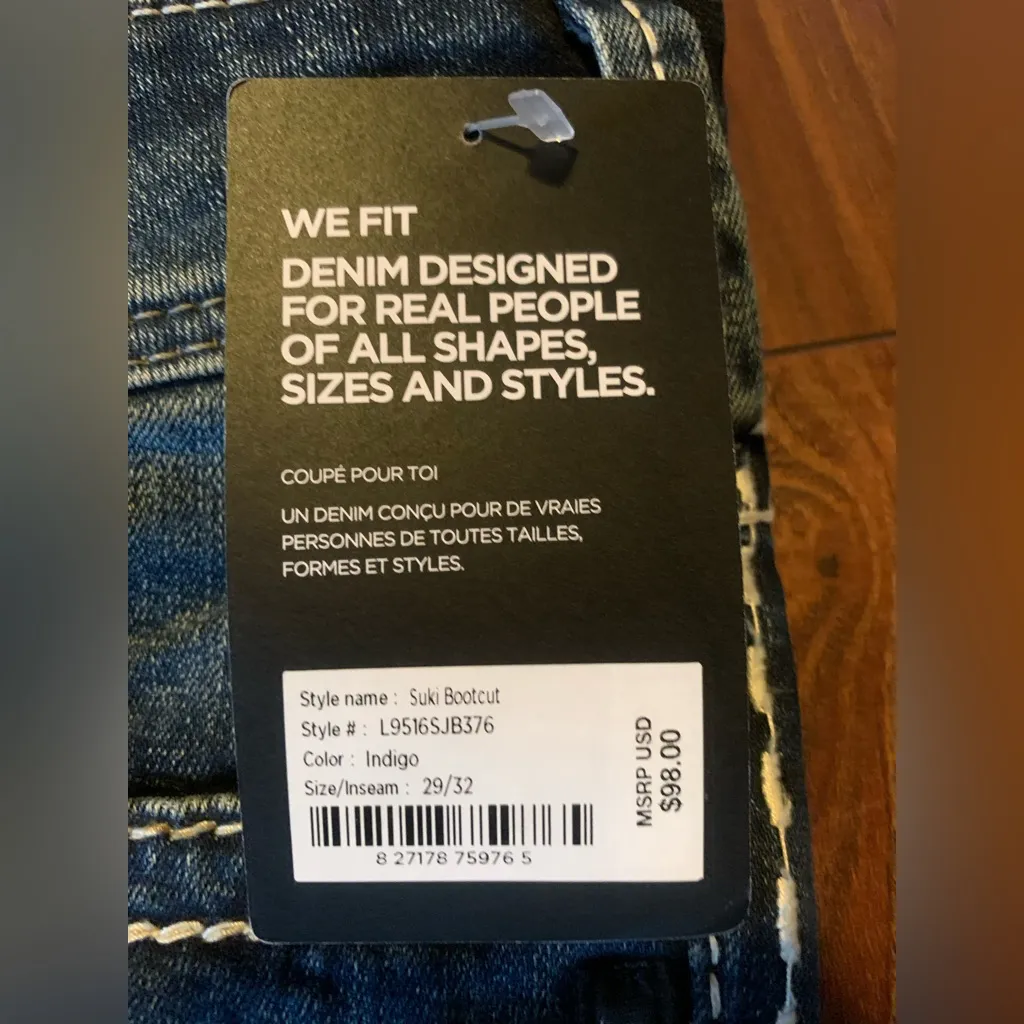 WE FIT
DENIM DESIGNED
FOR REAL PEOPLE
OF ALL SHAPES,
SIZES AND STYLES.
COUPÉ POUR TOI
UN DENIM CONÇU POUR DE VRAIES
PERSONNES DE TOUTES TAILLES,
FORMES ET STYLES.
Style name : Suki Bootcut
Style # : L9516SJB376
Color : Indigo
Size/Inseam : 29/32
8 27178 75976 5
MSRP USD
$98.00